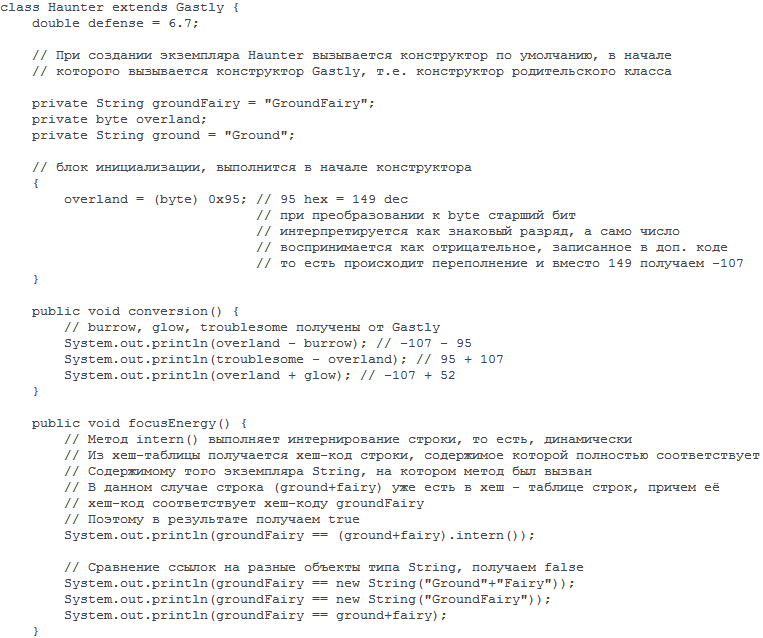 class Haunter extends Gastly {
double defense = 6.7;
// При создании экземпляра Haunter вызывается конструктор по умолчанию, в начале
// которого вызывается конструктор Gastly, т.е. конструктор родительского класса
private String groundFairy = "GroundFairy";
private byte overland;
private String ground = "Ground";
// блок инициализации, выполнится в начале конструктора
{
overland = (byte) 0x95; // 95 hex = 149 dec
// при преобразовании к byte старший бит
// интерпретируется как знаковый разряд, а само число
// воспринимается как отрицательное, записанное в доп. коде
// то есть происходит переполнение и вместо 149 получаем -107
}
public void conversion() {
// burrow, glow, troublesome получены от Gastly
System.out.println(overland - burrow); // -107 - 95
System.out.println(troublesome - overland); // 95 + 107
System.out.println(overland + glow); // -107 + 52
}
public void focusEnergy() {
// Метод intern() выполняет интернирование строки, то есть, динамически
// Из хеш-таблицы получается хеш-код строки, содержимое которой полностью соответствует
// Содержимому того экземпляра String, на котором метод был вызван
// В данном случае строка (ground+fairy) уже есть в хеш - таблице строк, причем её
// хеш-код соответствует хеш-коду groundFairy
// Поэтому в результате получаем true
System.out.println(groundFairy == (ground+fairy).intern());
// Сравнение ссылок на разные объекты типа String, получаем false
System.out.println(groundFairy == new String("Ground"+"Fairy"));
System.out.println(groundFairy == new String("GroundFairy"));
System.out.println(groundFairy == ground+fairy);
}